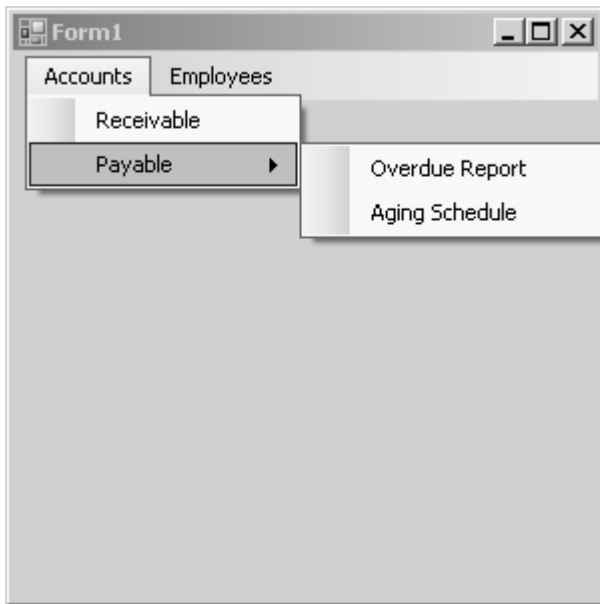 Form1
Accounts Employees
Receivable
Payable
Overdue Report
Aging Schedule